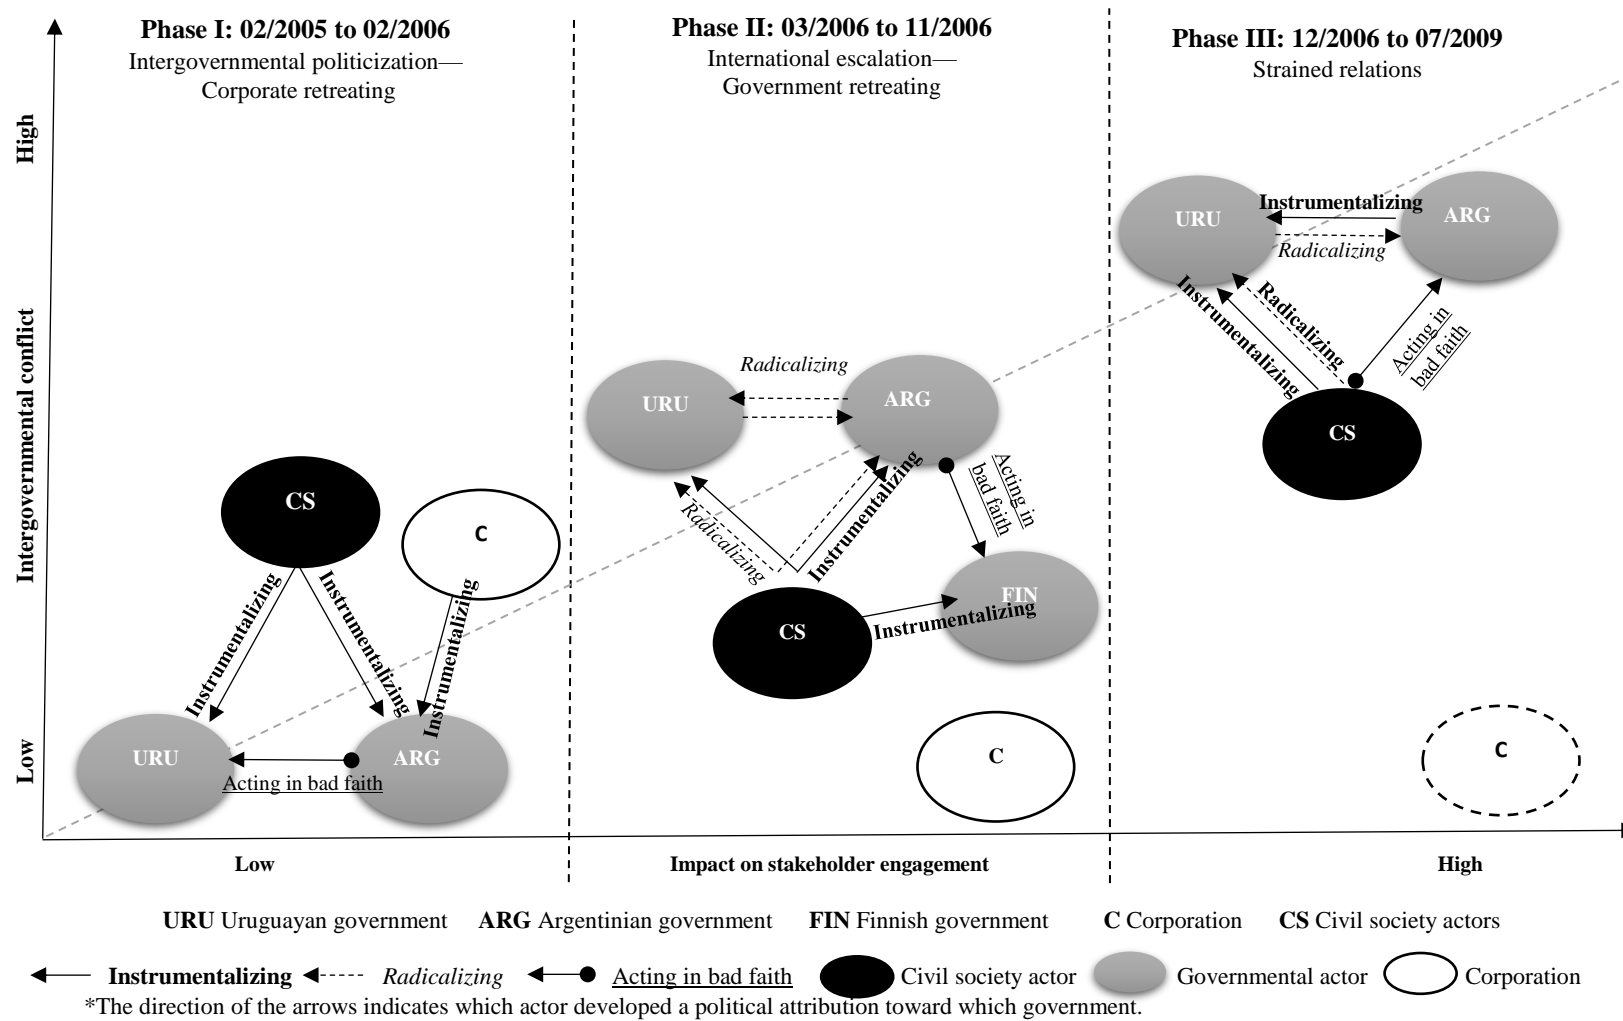 Phase I: 02/2005 to 02/2006
Intergovernmental politicization—
Corporate retreating
Phase II: 03/2006 to 11/2006
International escalation—
Government retreating
Phase III: 12/2006 to 07/2009
Strained relations
High
Intergovernmental conflict
Low
CS
C
Instrumentalizing
Instrumentalizing
Instrumentalizing
URU
ARG
Acting in bad faith
URU
Radicalizing
ARG
Radicalizing
Instrumentalizing
Acting in
bad faith
CS
Instrumentalizing
FIN
C
URU
Instrumentalizing
ARG
Radicalizing
Instrumentalizing
Radicalizing
Acting in
bad faith
CS
C
Low
Impact on stakeholder engagement
High
URU Uruguayan government ARG Argentinian government FIN Finnish government C Corporation CS Civil society actors
Instrumentalizing Radicalizing Acting in bad faith Civil society actor Governmental actor Corporation
*The direction of the arrows indicates which actor developed a political attribution toward which government.